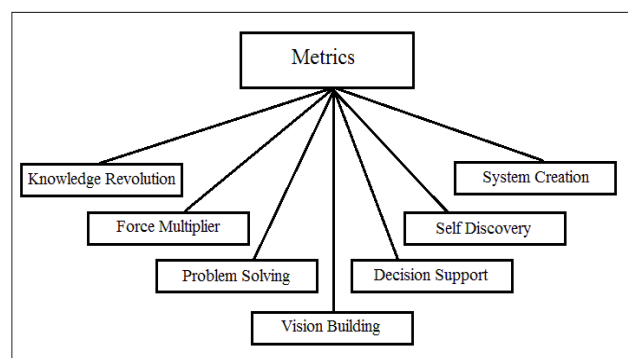 Metrics
Knowledge Revolution
System Creation
Force Multiplier
Self Discovery
Problem Solving
Decision Support
Vision Building